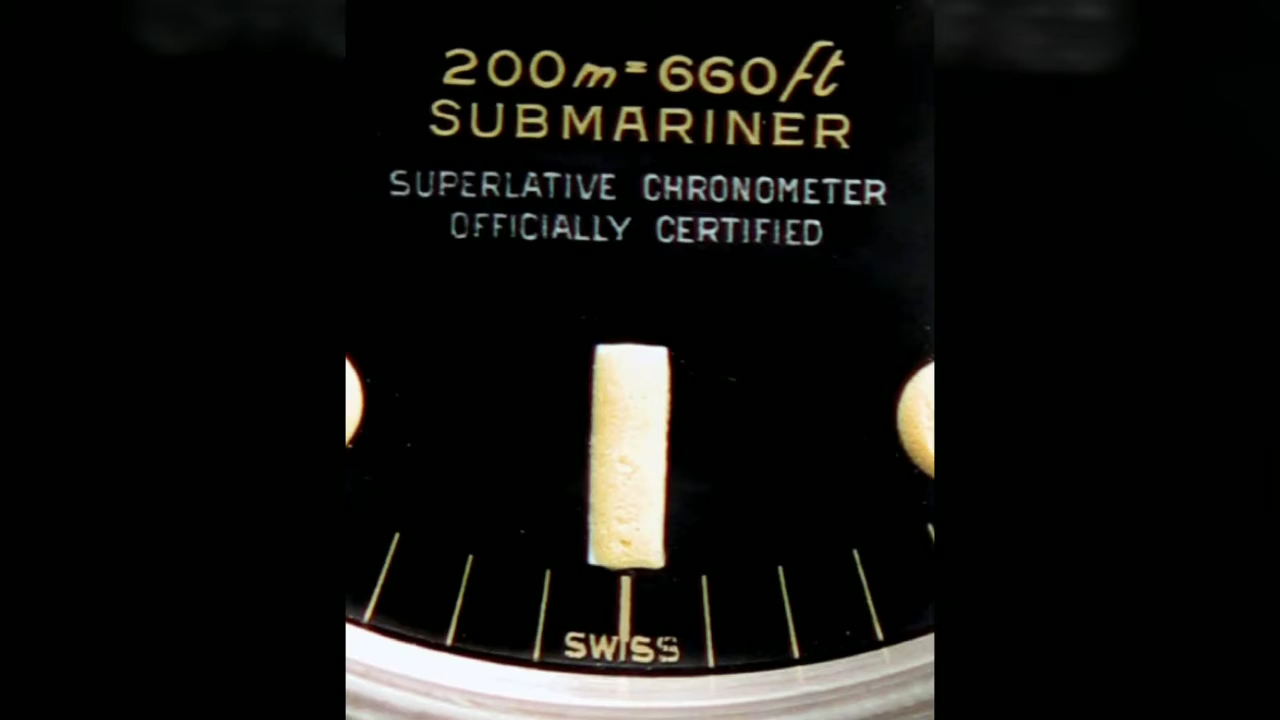 200m=660ft
SUBMARINER
SUPERLATIVE CHRONOMETER
OFFICIALLY CERTIFIED
SWISS